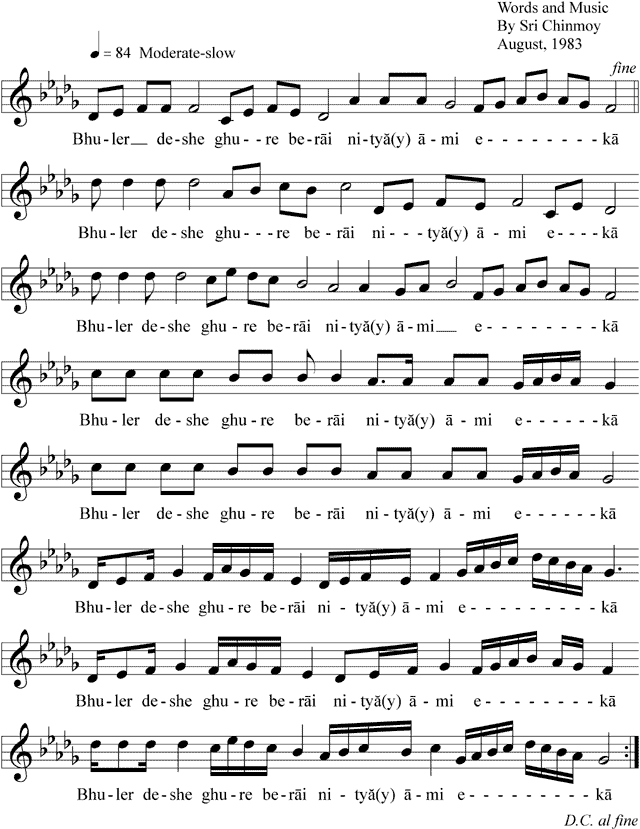 Words and Music
By Sri Chinmoy
August, 1983
= 84 Moderate-slow
fine
Bhu-ler__ de-she ghu--re be-rāi ni-tyă(y) ā-mi e--------kā
Bhu-ler de-she ghu---re be-rāi ni---tyă(y) ā-mi e----kā
Bhu-ler de-she ghu-re be-rāi ni-tyă(y) ā-mi__ e--------kā
Bhu-ler de-she ghu-re be-rāi ni-tyă(y) ā-mi e-----kā
Bhu-ler de-she ghu-re be-rāi ni-tyă(y) ā-mi e-----kā
Bhu-ler de-she ghu-re be-rāi ni-tyă(y) ā-mi e--------kā
Bhu-ler de-she ghu-re be-rāi ni-tyă(y) ā-mi e-------kā
Bhu-ler de-she ghu-re be-rāi ni-tyă(y) ā-mi e-------kā
D.C. al fine